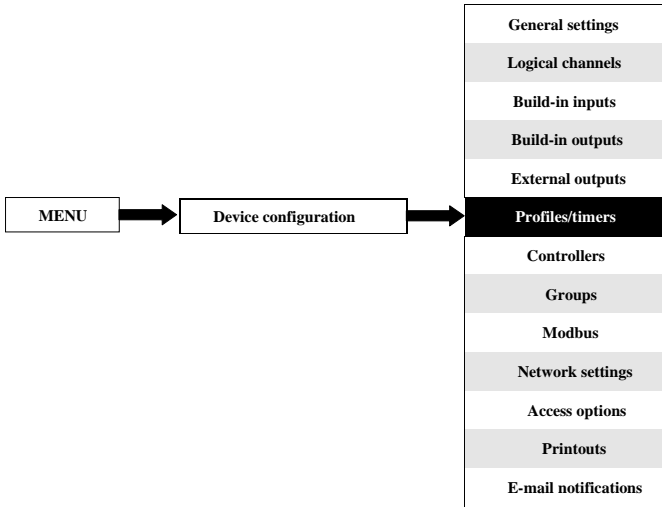 General settings
Logical channels
Build-in inputs
Build-in outputs
External outputs
MENU
Device configuration
Profiles/timers
Controllers
Groups
Modbus
Network settings
Access options
Printouts
E-mail notifications